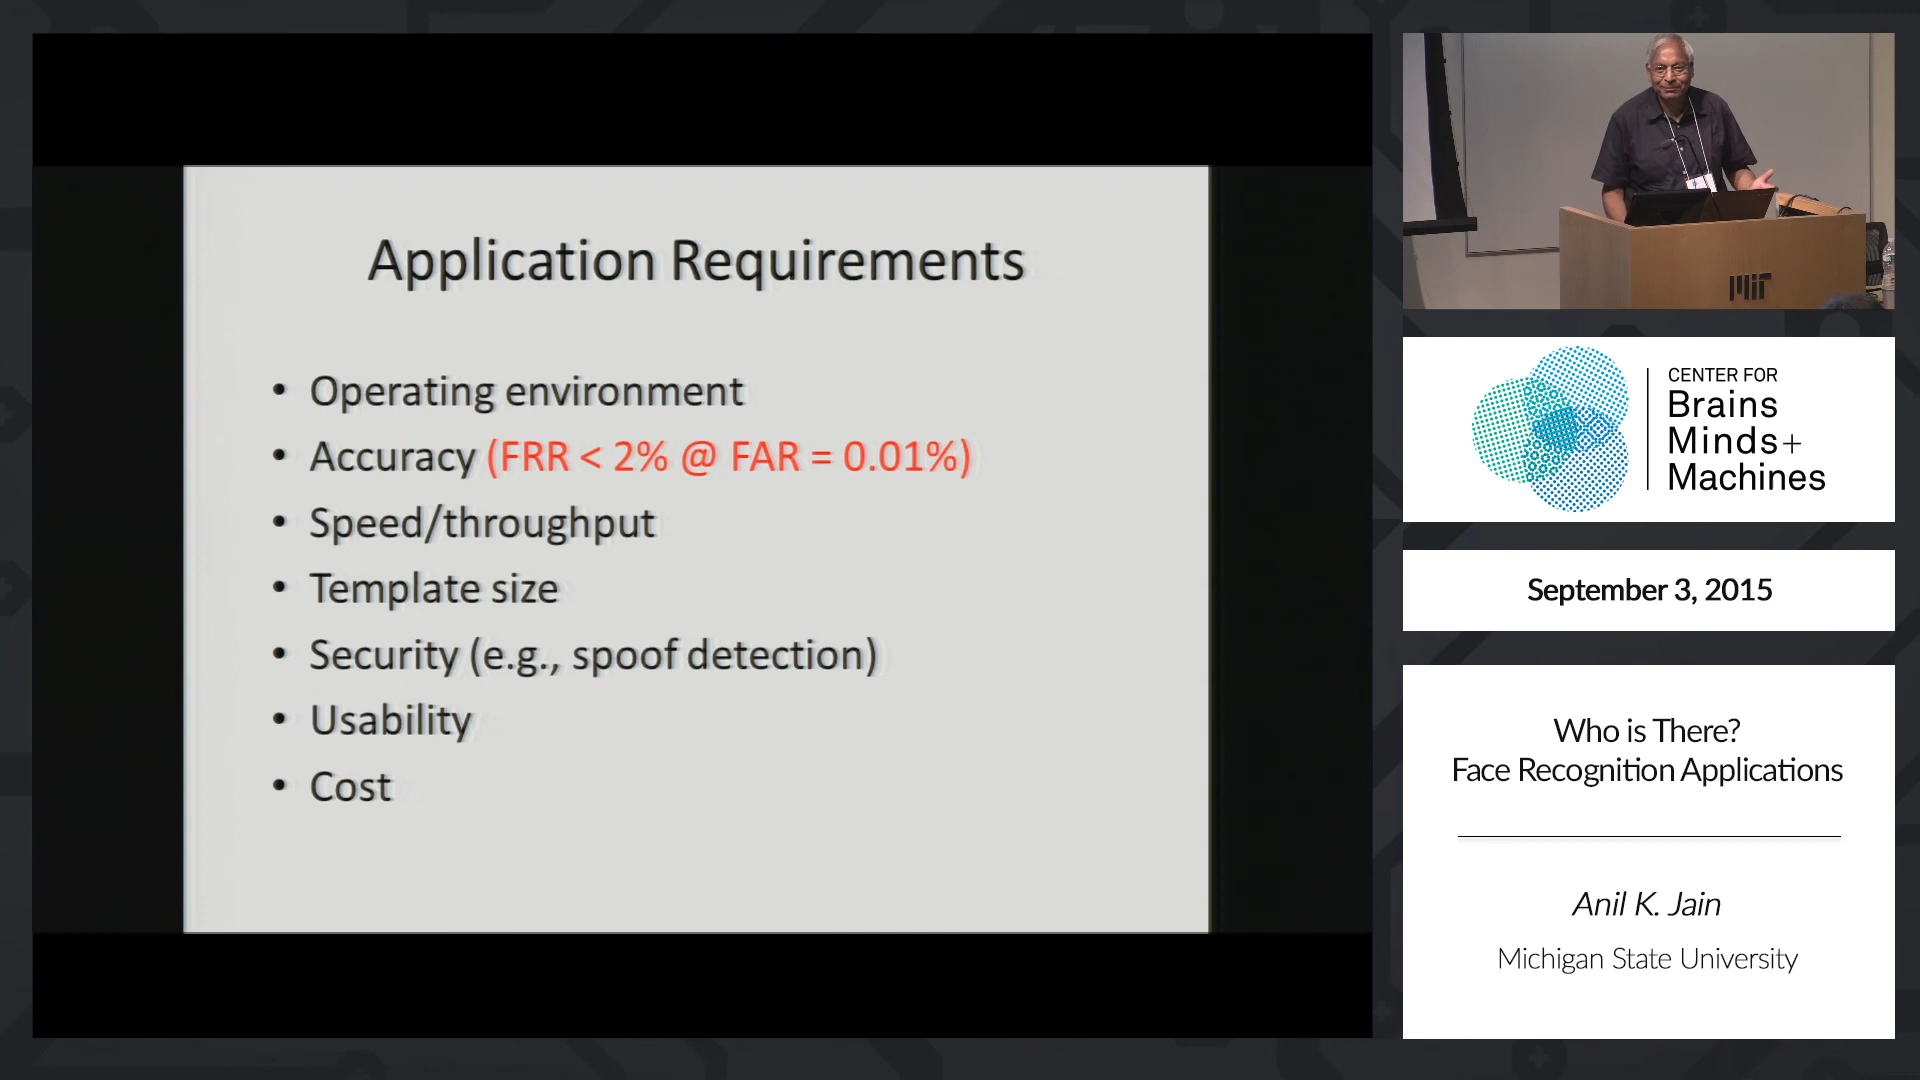 Application Requirements
• Operating environment
• Accuracy (FRR < 2% @ FAR = 0.01%)
• Speed/throughput
• Template size
• Security (e.g., spoof detection)
• Usability
• Cost
MIT
CENTER FOR
Brains
Minds+
Machines
September 3, 2015
Who is There?
Face Recognition Applications
Anil K. Jain
Michigan State University